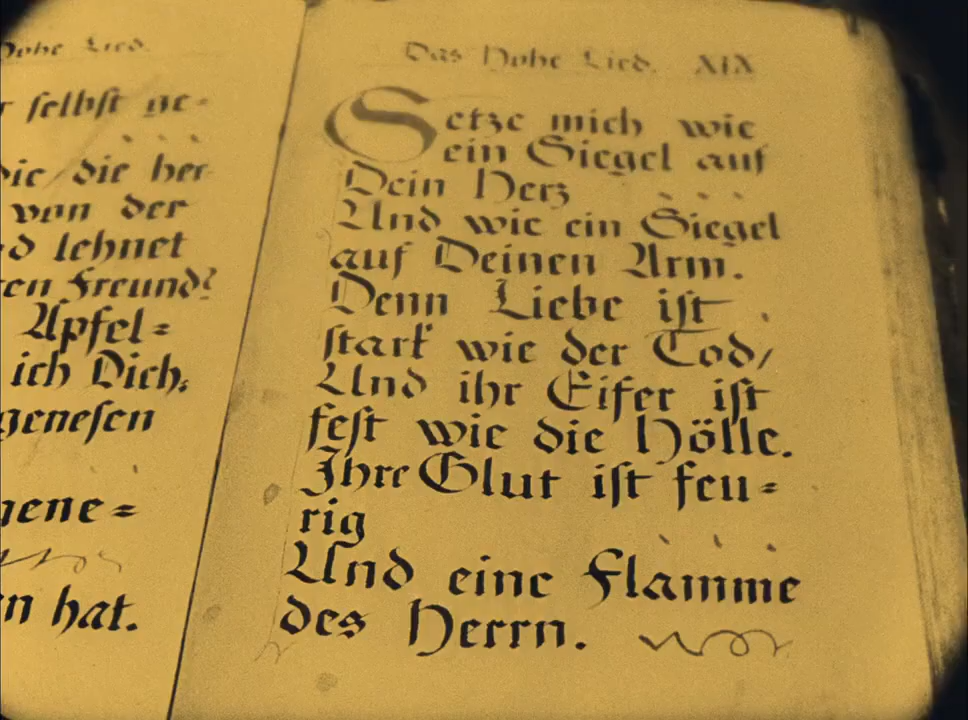 Hohe Lied.
selbst ge=
die her
von der
lehnet
Freund?
Apfel=
ich Dich,
genesen
gene=
hat.
Das Hohe Lied. XIX
Setze mich wie
ein Siegel auf
Dein Herz
Und wie ein Siegel
auf Deinen Arm.
Denn Liebe ist
stark wie der Tod/
Und ihr Eifer ist
fest wie die Hölle.
Ihre Glut ist feu=
rig
Und eine Flamme
des Herrn.